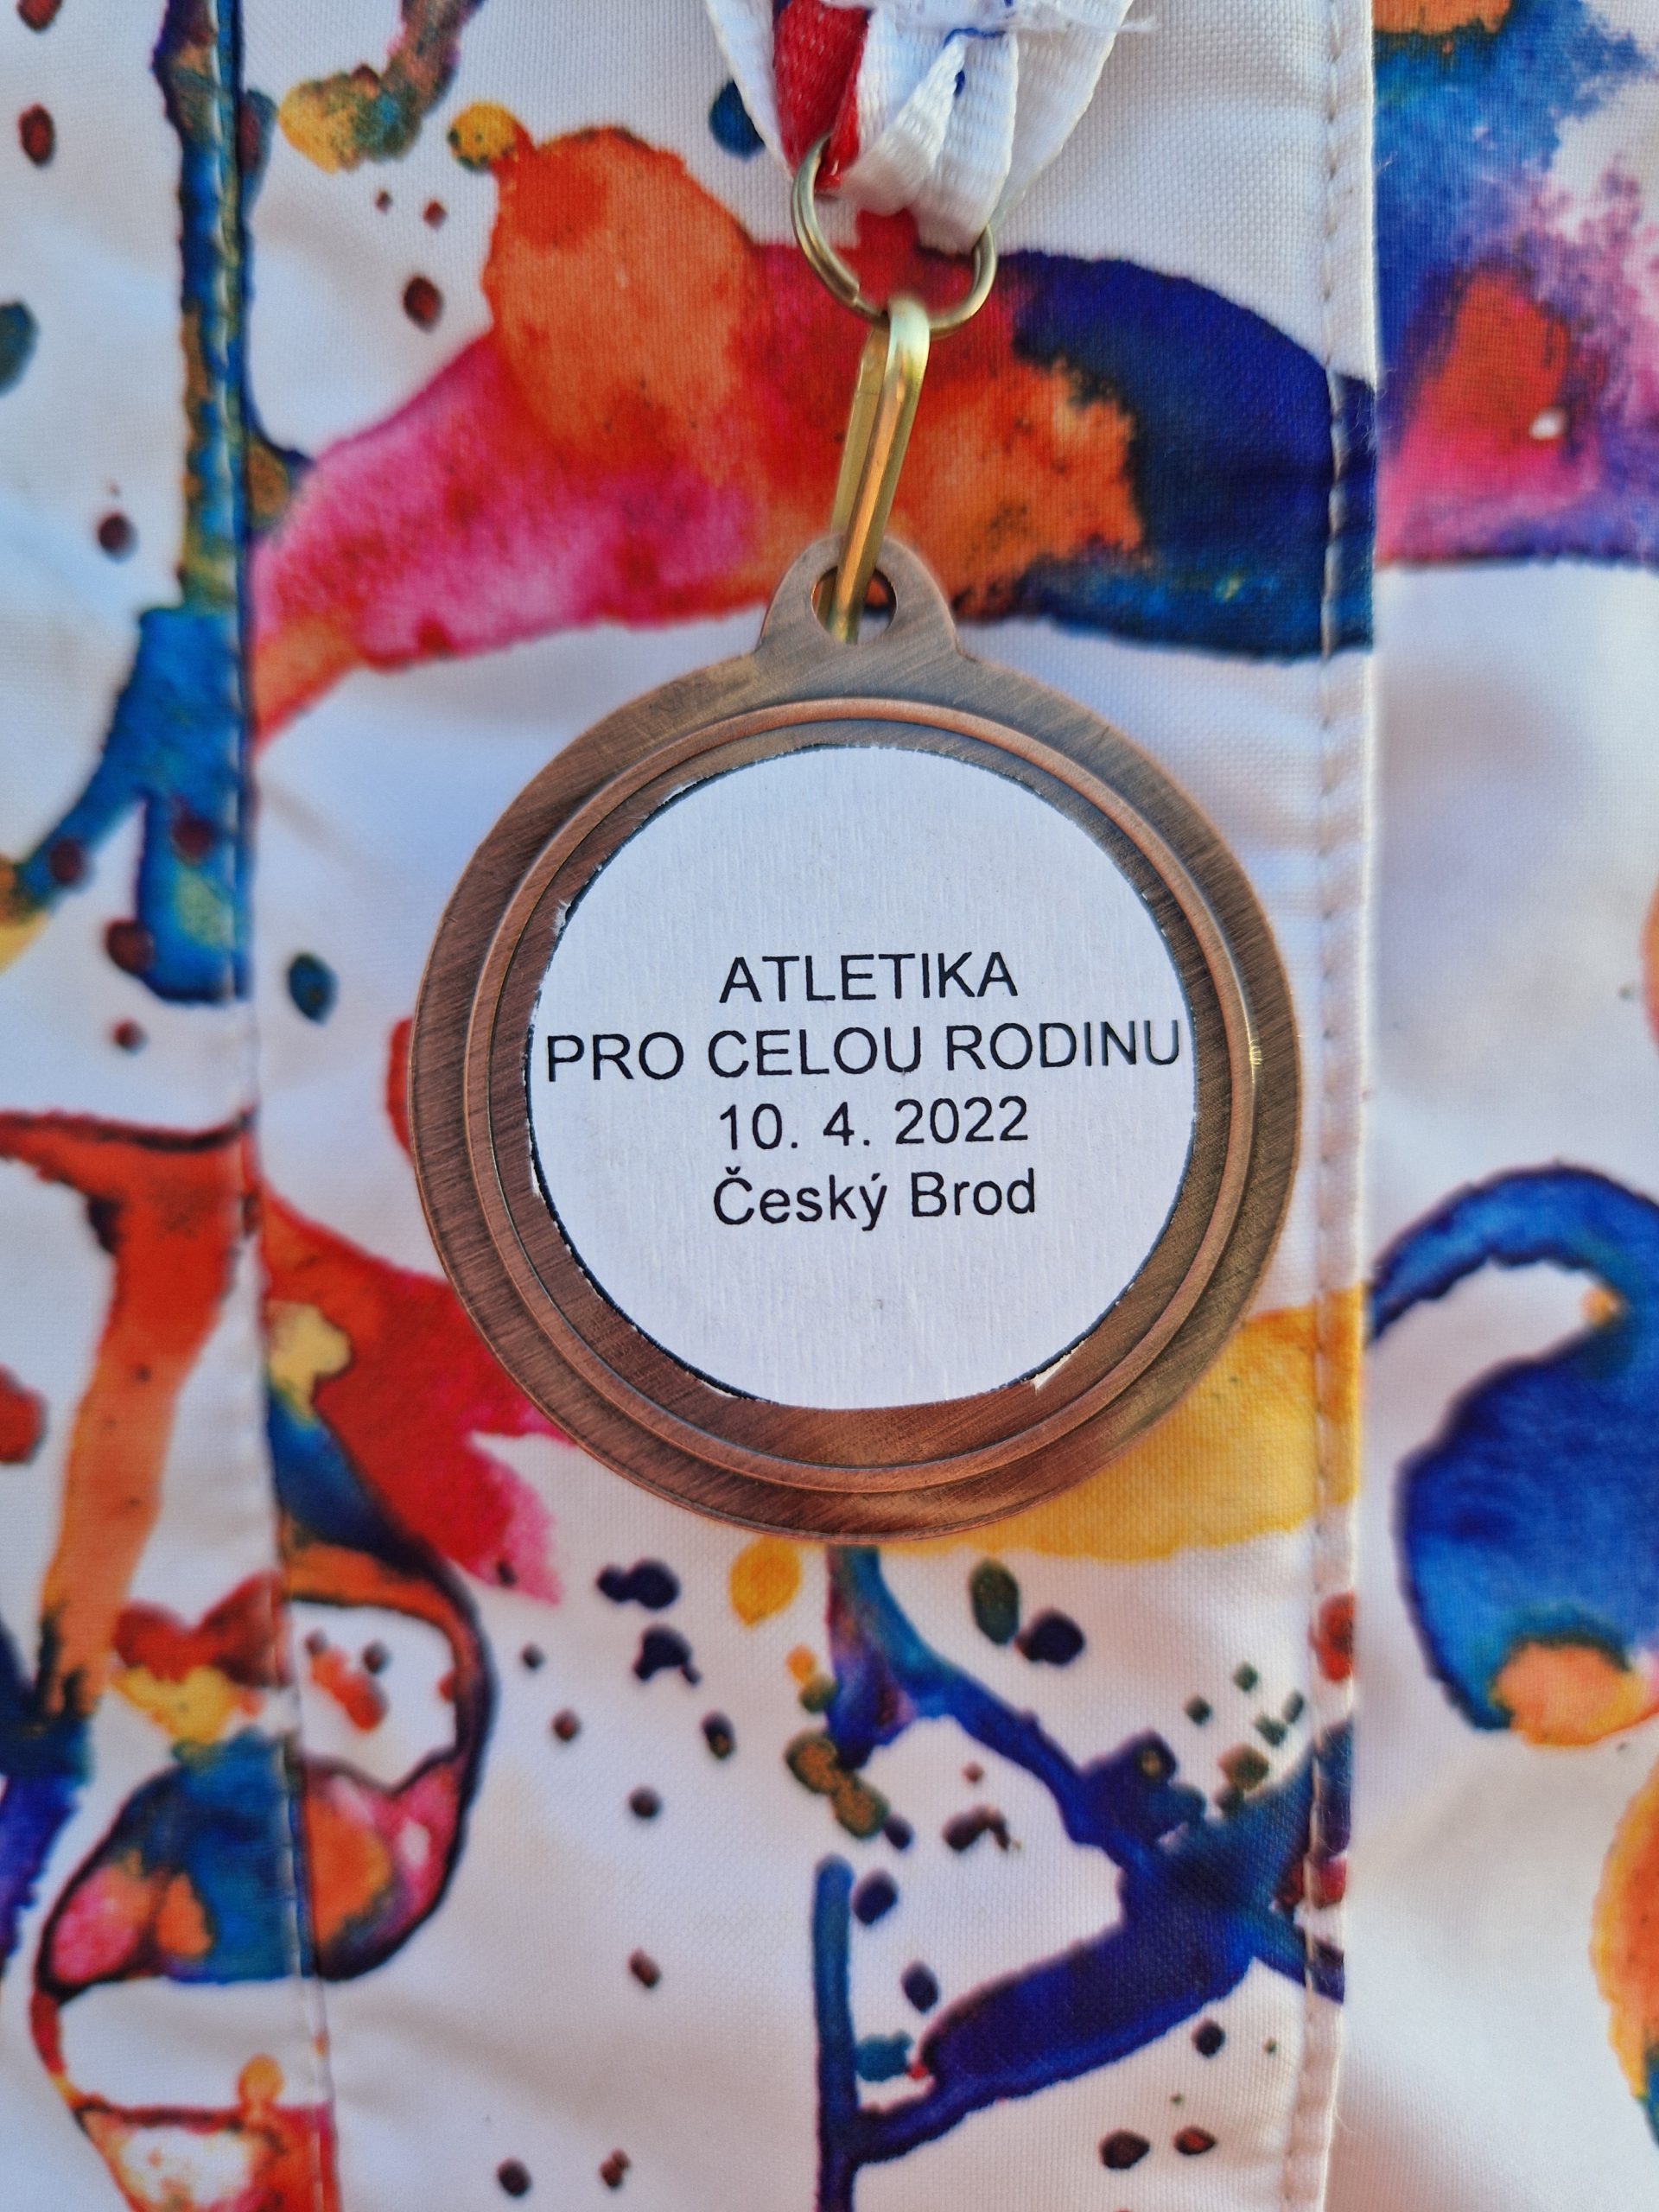 ATLETIKA
PRO CELOU RODINU
10. 4. 2022
Český Brod